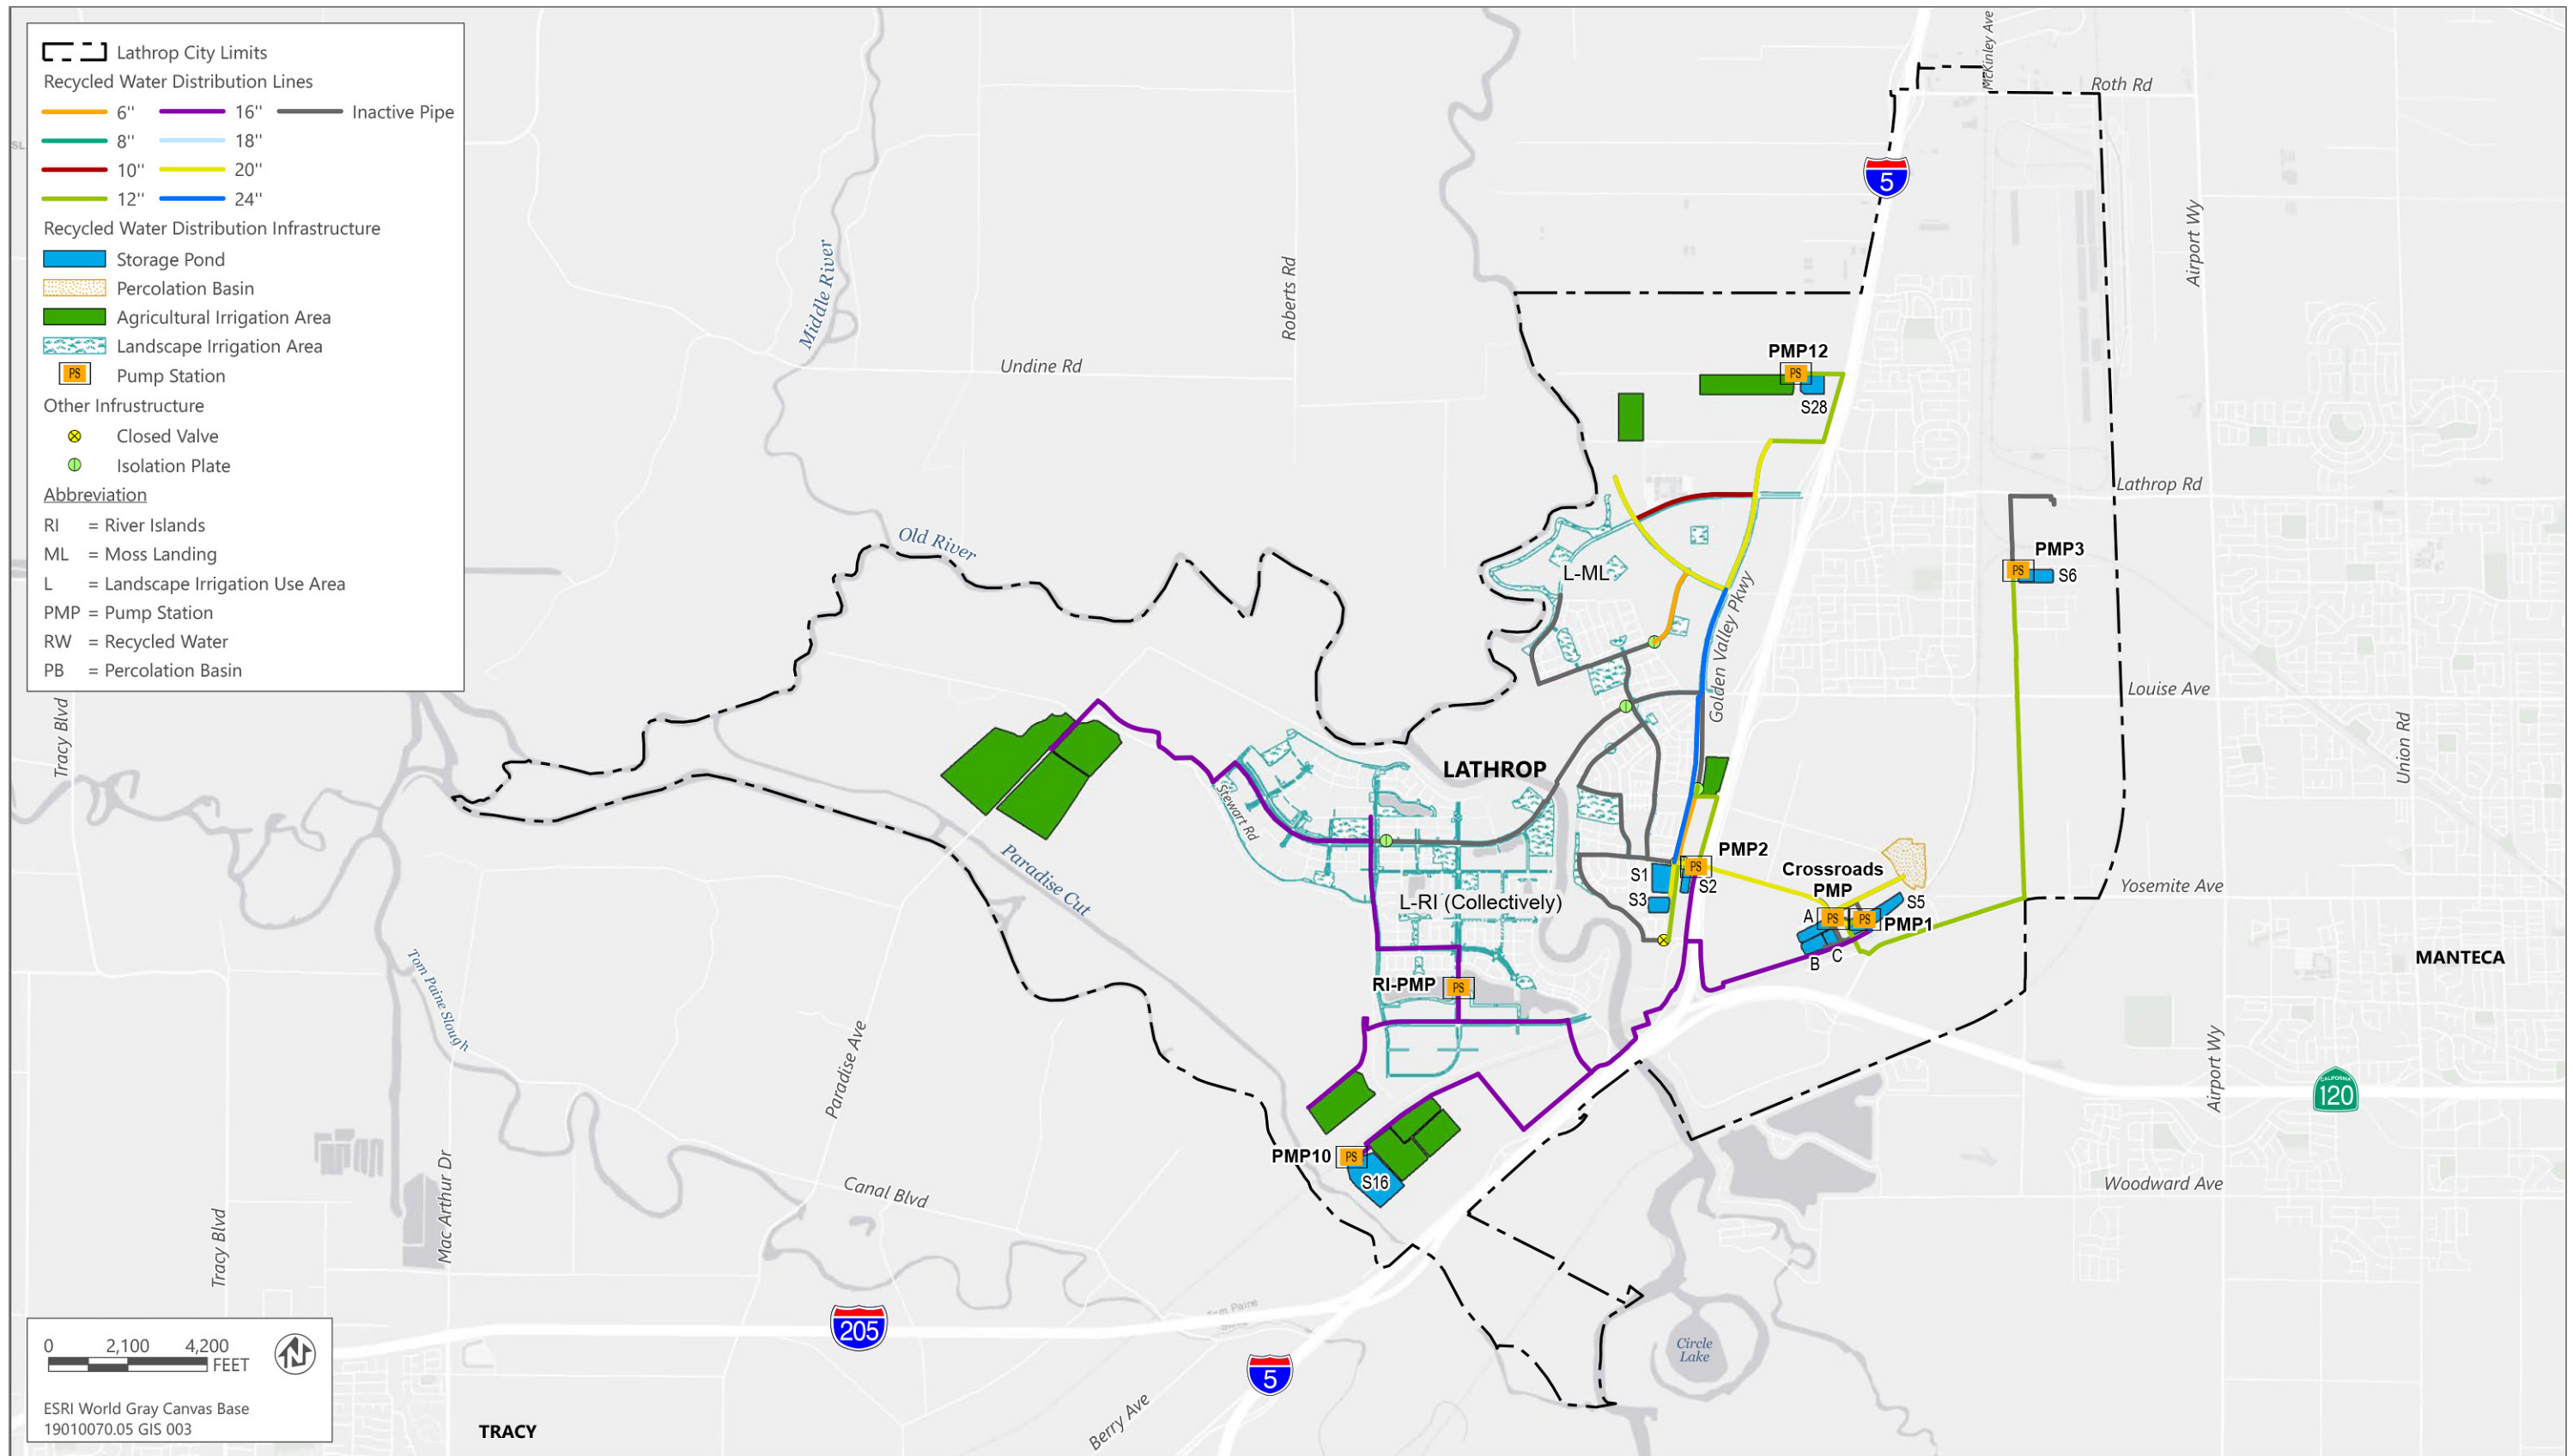 Lathrop City Limits
Recycled Water Distribution Lines
6"
16"
Inactive Pipe
8"
18"
10"
20"
12"
24"
Recycled Water Distribution Infrastructure
Storage Pond
Percolation Basin
Agricultural Irrigation Area
Landscape Irrigation Area
PS Pump Station
Other Infrustructure
Closed Valve
Isolation Plate
Abbreviation
RI = River Islands
ML = Moss Landing
L = Landscape Irrigation Use Area
PMP = Pump Station
RW = Recycled Water
PB = Percolation Basin
McKinley Ave
Roth Rd
5
Airport Wy
Middle River
Roberts Rd
Undine Rd
PMP12
PS
S28
Lathrop Rd
Old River
PMP3
PS
S6
L-ML
Golden Valley Pkwy
Louise Ave
Tracy Blvd
Union Rd
LATHROP
Stewart Rd
Paradise Cut
PMP2
PS
S1
S2
S3
Crossroads
PMP
Yosemite Ave
L-RI (Collectively)
A
PS
PS
S5
PMP1
B
C
MANTECA
Tom Paine Slough
RI-PMP
PS
Paradise Ave
Airport Wy
CALIFORNIA
120
PMP10
PS
S16
Woodward Ave
Canal Blvd
Mac Arthur Dr
Tracy Blvd
Tom Paine
205
Circle
Lake
5
Berry Ave
TRACY
0 2,100 4,200
FEET
N
ESRI World Gray Canvas Base
19010070.05 GIS 003